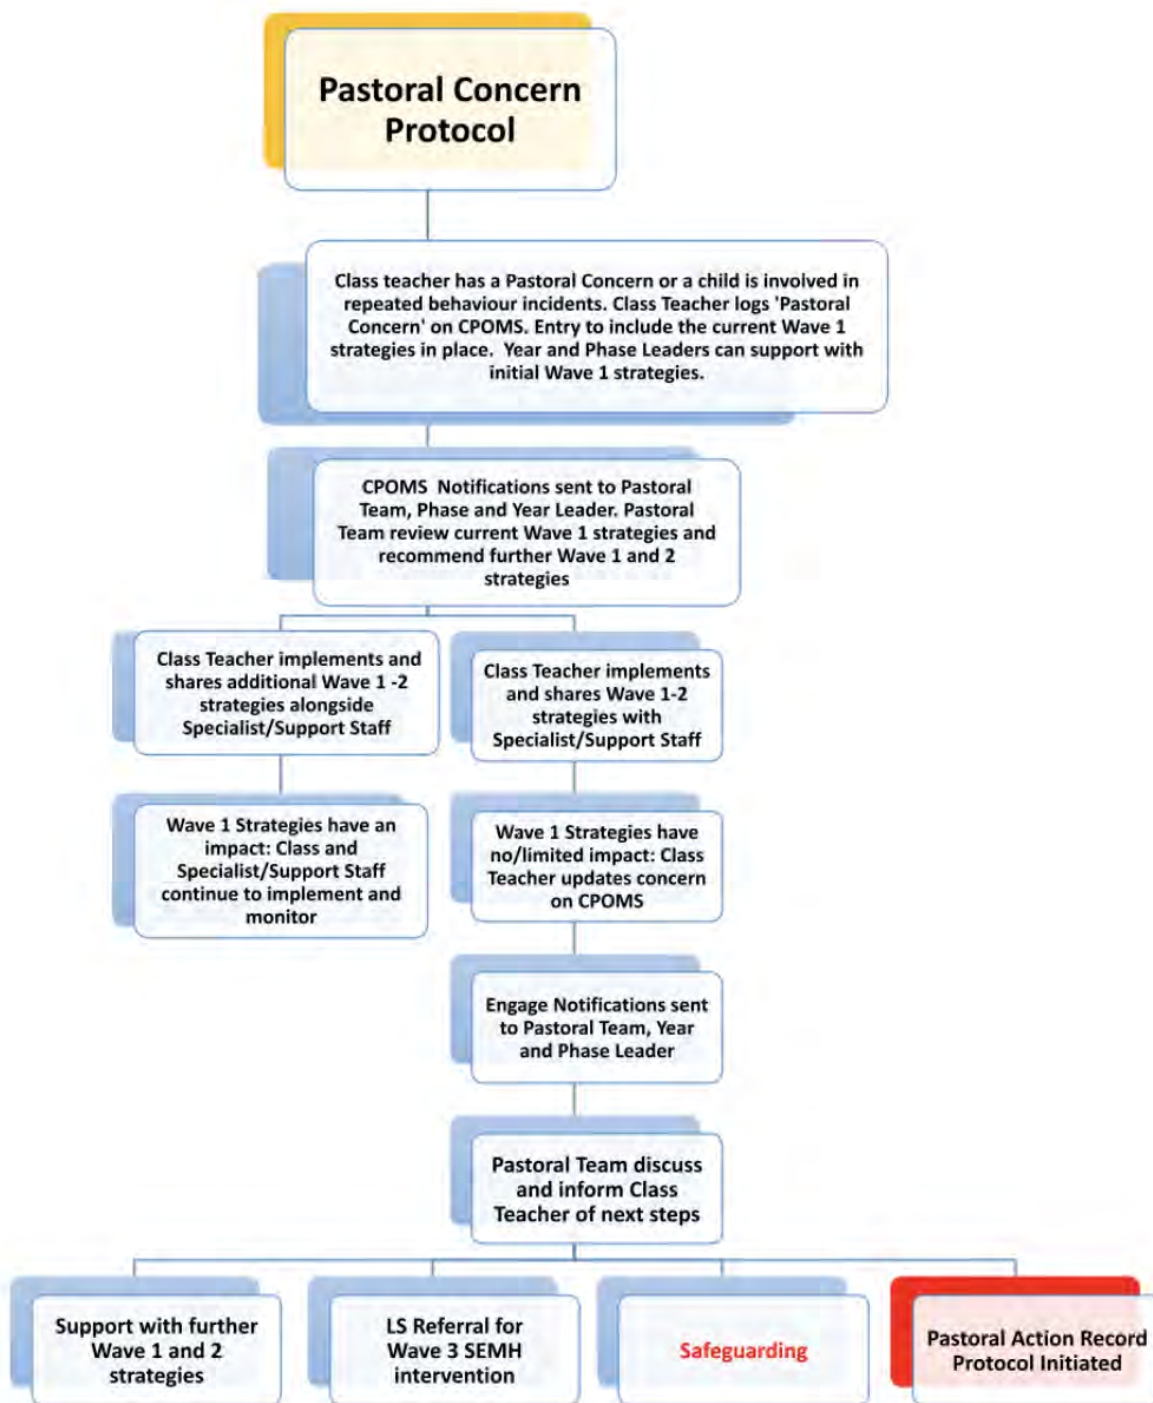 Pastoral Concern
Protocol
Class teacher has a Pastoral Concern or a child is involved in
repeated behaviour incidents. Class Teacher logs 'Pastoral
Concern' on CPOMS. Entry to include the current Wave 1
strategies in place.  Year and Phase Leaders can support with
initial Wave 1 strategies.
CPOMS  Notifications sent to Pastoral
Team, Phase and Year Leader. Pastoral
Team review current Wave 1 strategies and
recommend further Wave 1 and 2
strategies
Class Teacher implements and
shares additional Wave 1 -2
strategies alongside
Specialist/Support Staff
Class Teacher implements
and shares Wave 1-2
strategies with
Specialist/Support Staff
Wave 1 Strategies have an
impact: Class and
Specialist/Support Staff
continue to implement and
monitor
Wave 1 Strategies have
no/limited impact: Class
Teacher updates concern
on CPOMS
Engage Notifications sent
to Pastoral Team, Year
and Phase Leader
Pastoral Team discuss
and inform Class
Teacher of next steps
Support with further
Wave 1 and 2
strategies
LS Referral for
Wave 3 SEMH
intervention
Safeguarding
Pastoral Action Record
Protocol Initiated